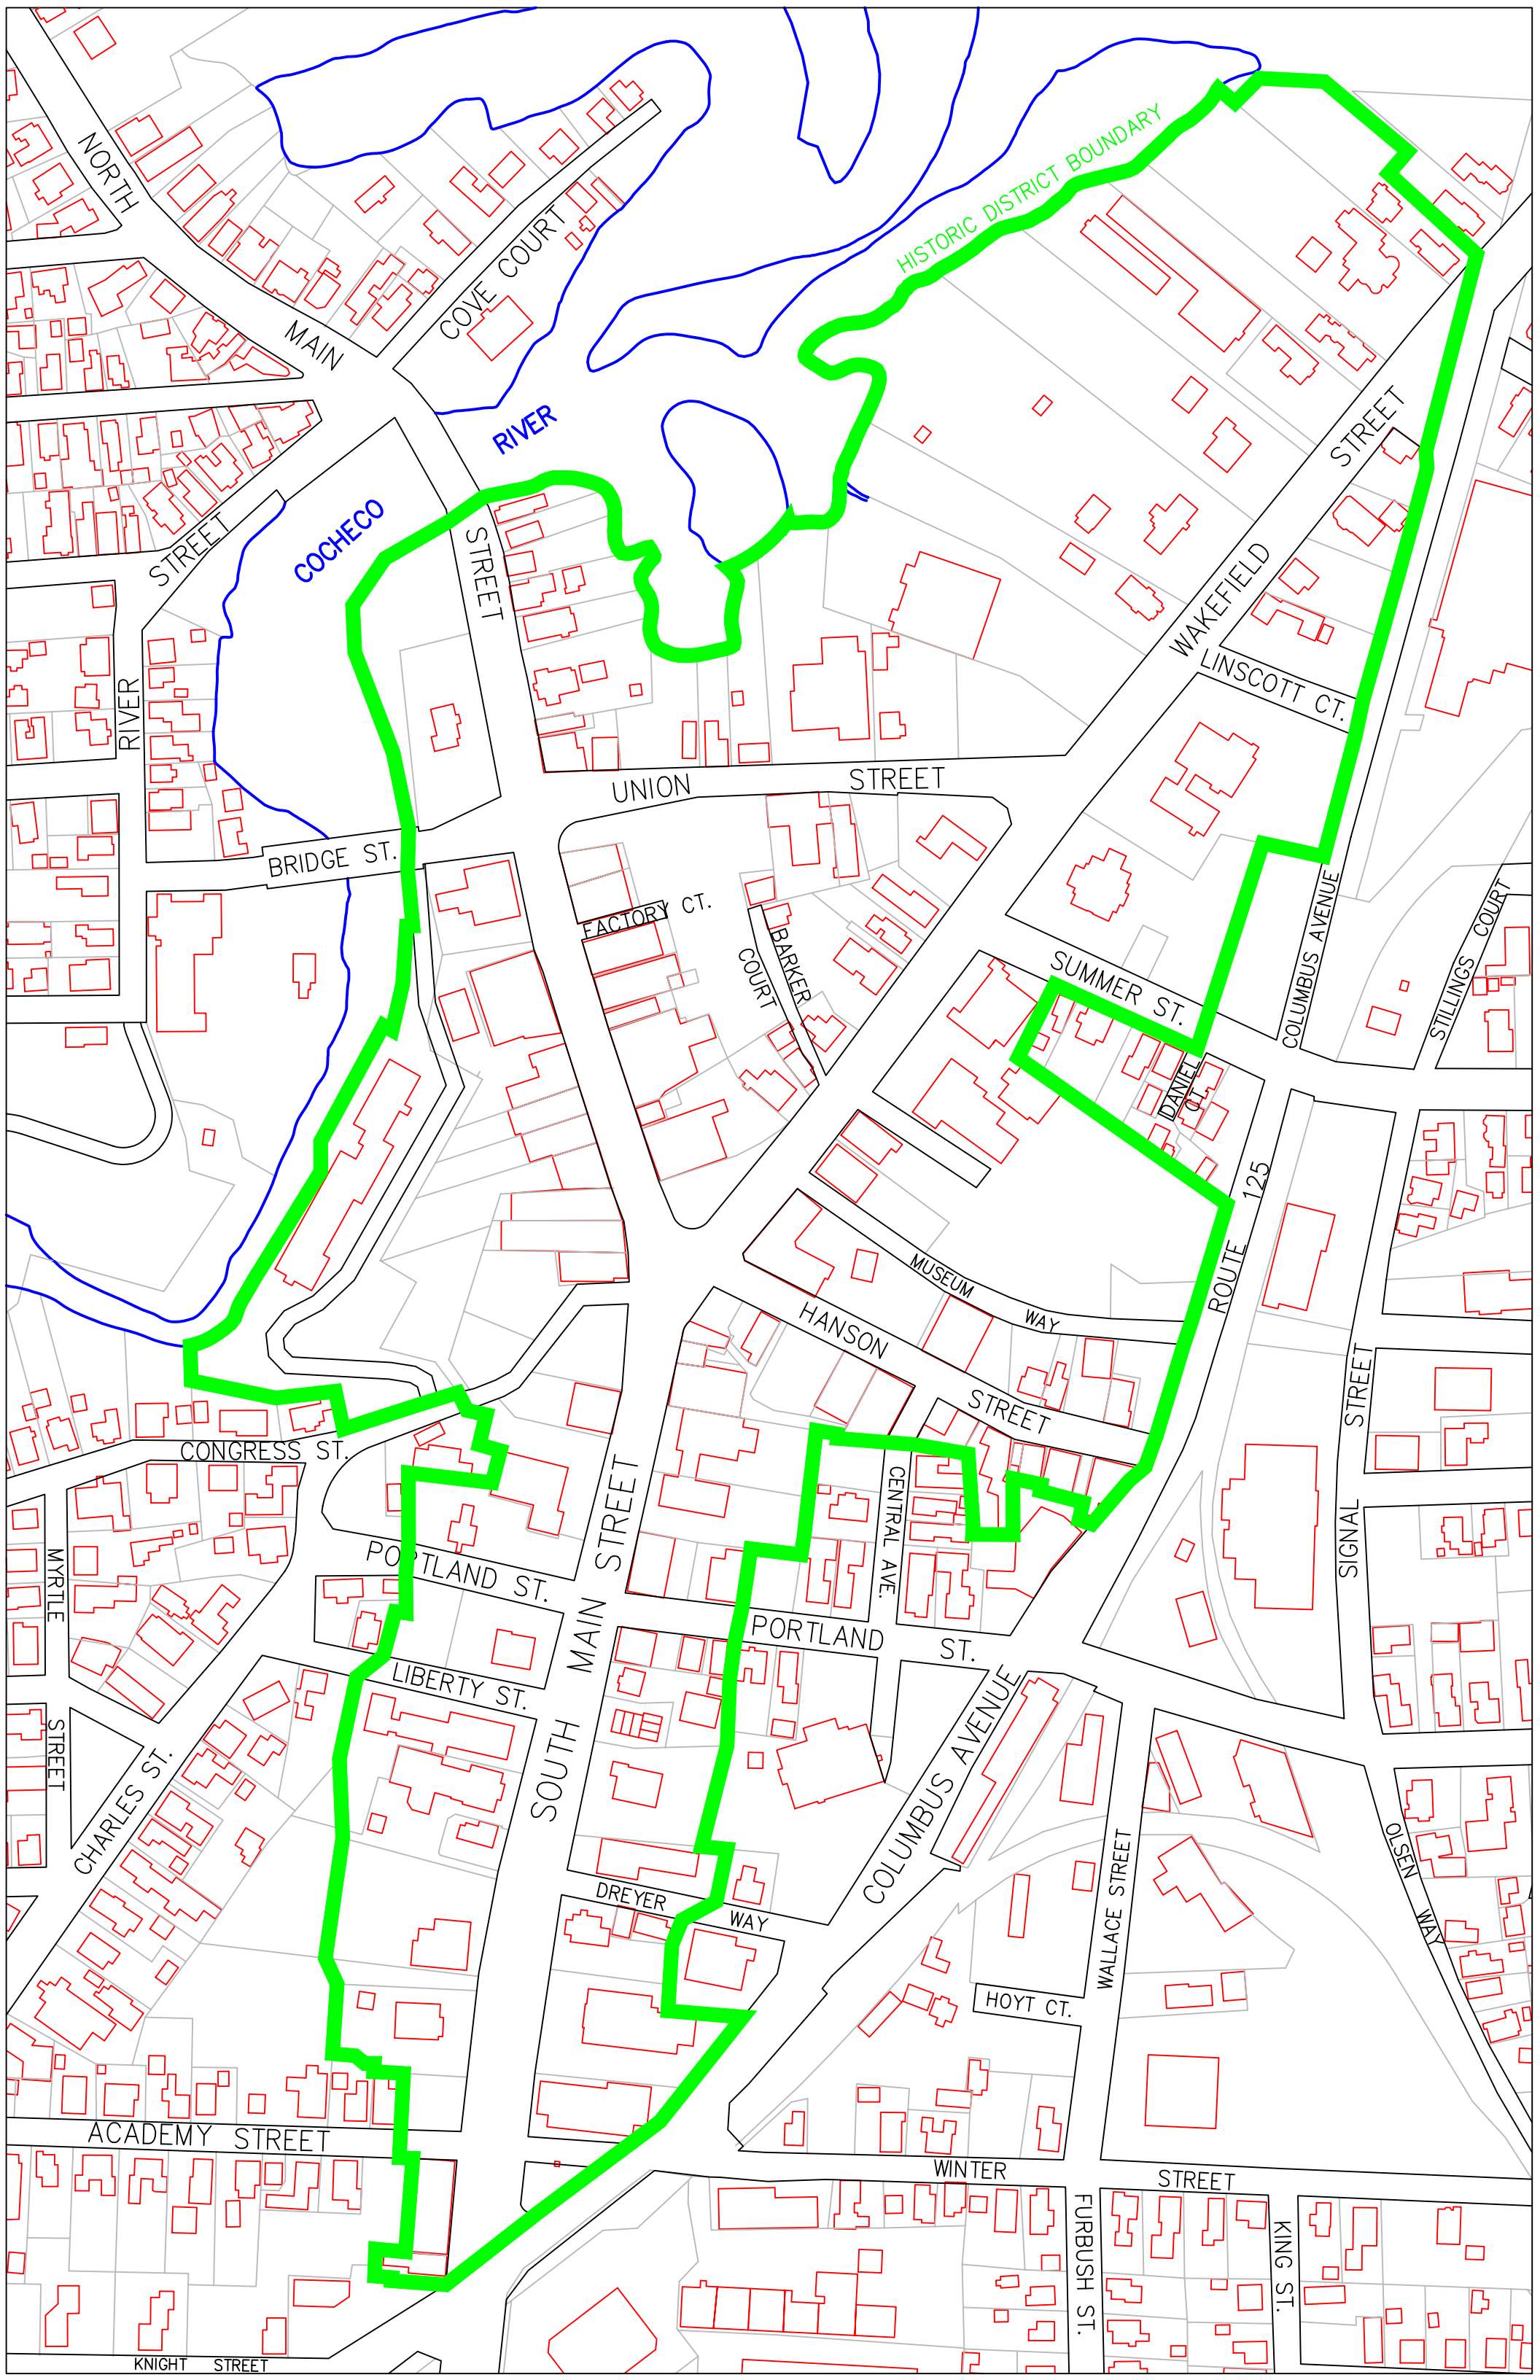 NORTH
HISTORIC DISTRICT BOUNDARY
COVE COURT
MAIN
RIVER
STREET
COCHECO
STREET
STREET
WAKEFIELD
LINSCOTT CT.
RIVER
UNION STREET
BRIDGE ST.
FACTORY CT.
BARKER
COURT
COLUMBUS AVENUE
STILLINGS COURT
SUMMER ST.
DANIEL
CT.
ROUTE 125
MUSEUM WAY
HANSON
STREET
STREET
CONGRESS ST.
CENTRAL AVE.
STREET
SIGNAL
MYRTLE
PORTLAND ST.
PORTLAND ST.
MAIN
LIBERTY ST.
STREET
SOUTH
CHARLES ST.
COLUMBUS AVENUE
WALLACE STREET
OLSEN
WAY
DREYER WAY
HOYT CT.
ACADEMY STREET
WINTER STREET
FURBUSH ST.
KING ST.
KNIGHT STREET